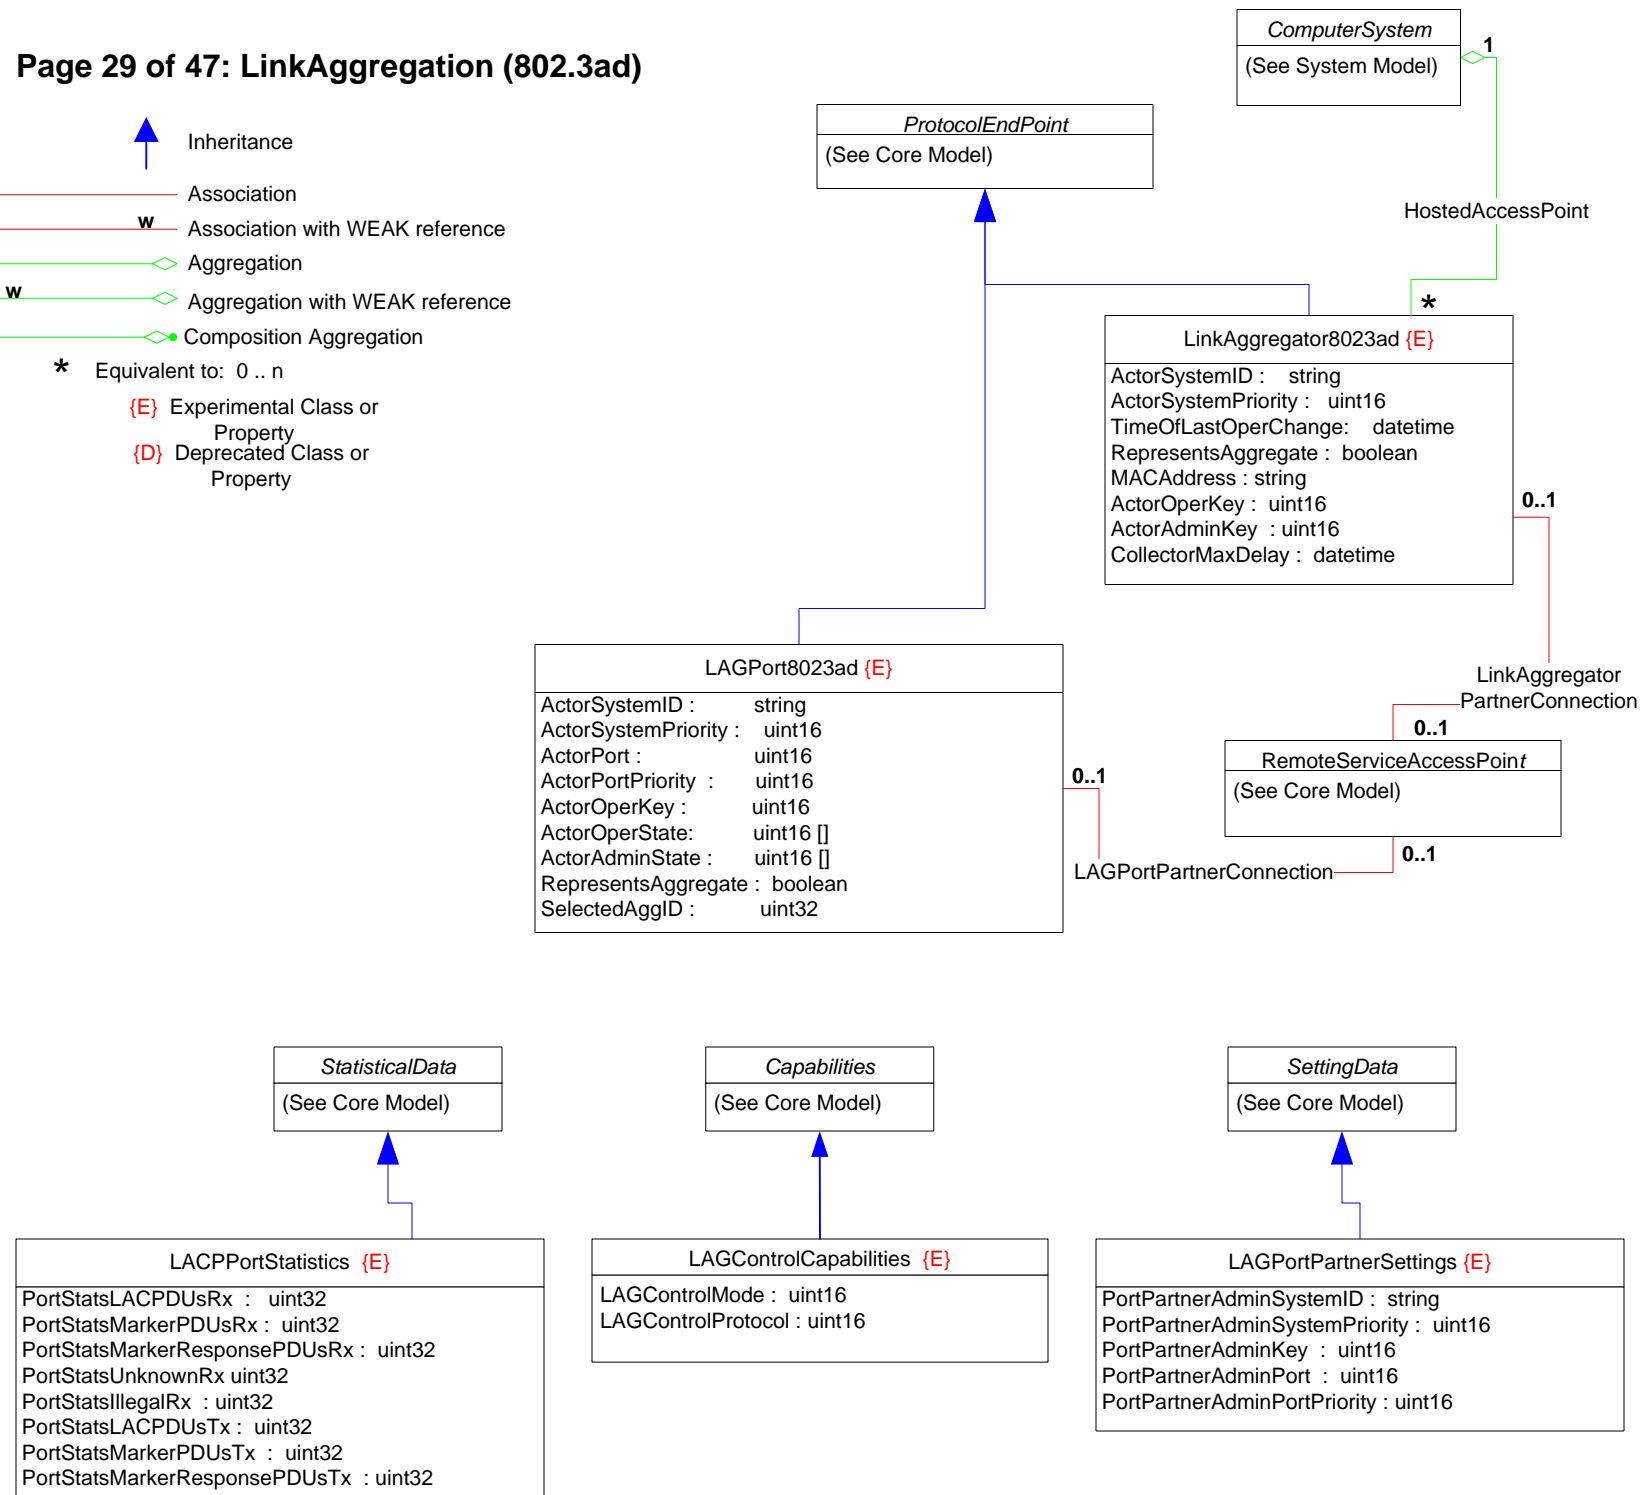 Page 29 of 47: LinkAggregation (802.3ad)
Inheritance
Association
w
Association with WEAK reference
Aggregation
w
Aggregation with WEAK reference
Composition Aggregation
* Equivalent to: 0 .. n
{E} Experimental Class or
Property
{D} Deprecated Class or
Property
ComputerSystem
(See System Model)
1
HostedAccessPoint
*
ProtocolEndPoint
(See Core Model)
LinkAggregator8023ad {E}
ActorSystemID : string
ActorSystemPriority : uint16
TimeOfLastOperChange: datetime
RepresentsAggregate : boolean
MACAddress : string
ActorOperKey : uint16
ActorAdminKey : uint16
CollectorMaxDelay : datetime
0..1
LinkAggregator
PartnerConnection
0..1
RemoteServiceAccessPoint
(See Core Model)
0..1
LAGPortPartnerConnection
0..1
LAGPort8023ad {E}
ActorSystemID : string
ActorSystemPriority : uint16
ActorPort : uint16
ActorPortPriority : uint16
ActorOperKey : uint16
ActorOperState: uint16 []
ActorAdminState : uint16 []
RepresentsAggregate : boolean
SelectedAggID : uint32
StatisticalData
(See Core Model)
Capabilities
(See Core Model)
SettingData
(See Core Model)
LACPPortStatistics {E}
PortStatsLACPDUsRx : uint32
PortStatsMarkerPDUsRx : uint32
PortStatsMarkerResponsePDUsRx : uint32
PortStatsUnknownRx uint32
PortStatsIllegalRx : uint32
PortStatsLACPDUsTx : uint32
PortStatsMarkerPDUsTx : uint32
PortStatsMarkerResponsePDUsTx : uint32
LAGControlCapabilities {E}
LAGControlMode : uint16
LAGControlProtocol : uint16
LAGPortPartnerSettings {E}
PortPartnerAdminSystemID : string
PortPartnerAdminSystemPriority : uint16
PortPartnerAdminKey : uint16
PortPartnerAdminPort : uint16
PortPartnerAdminPortPriority : uint16